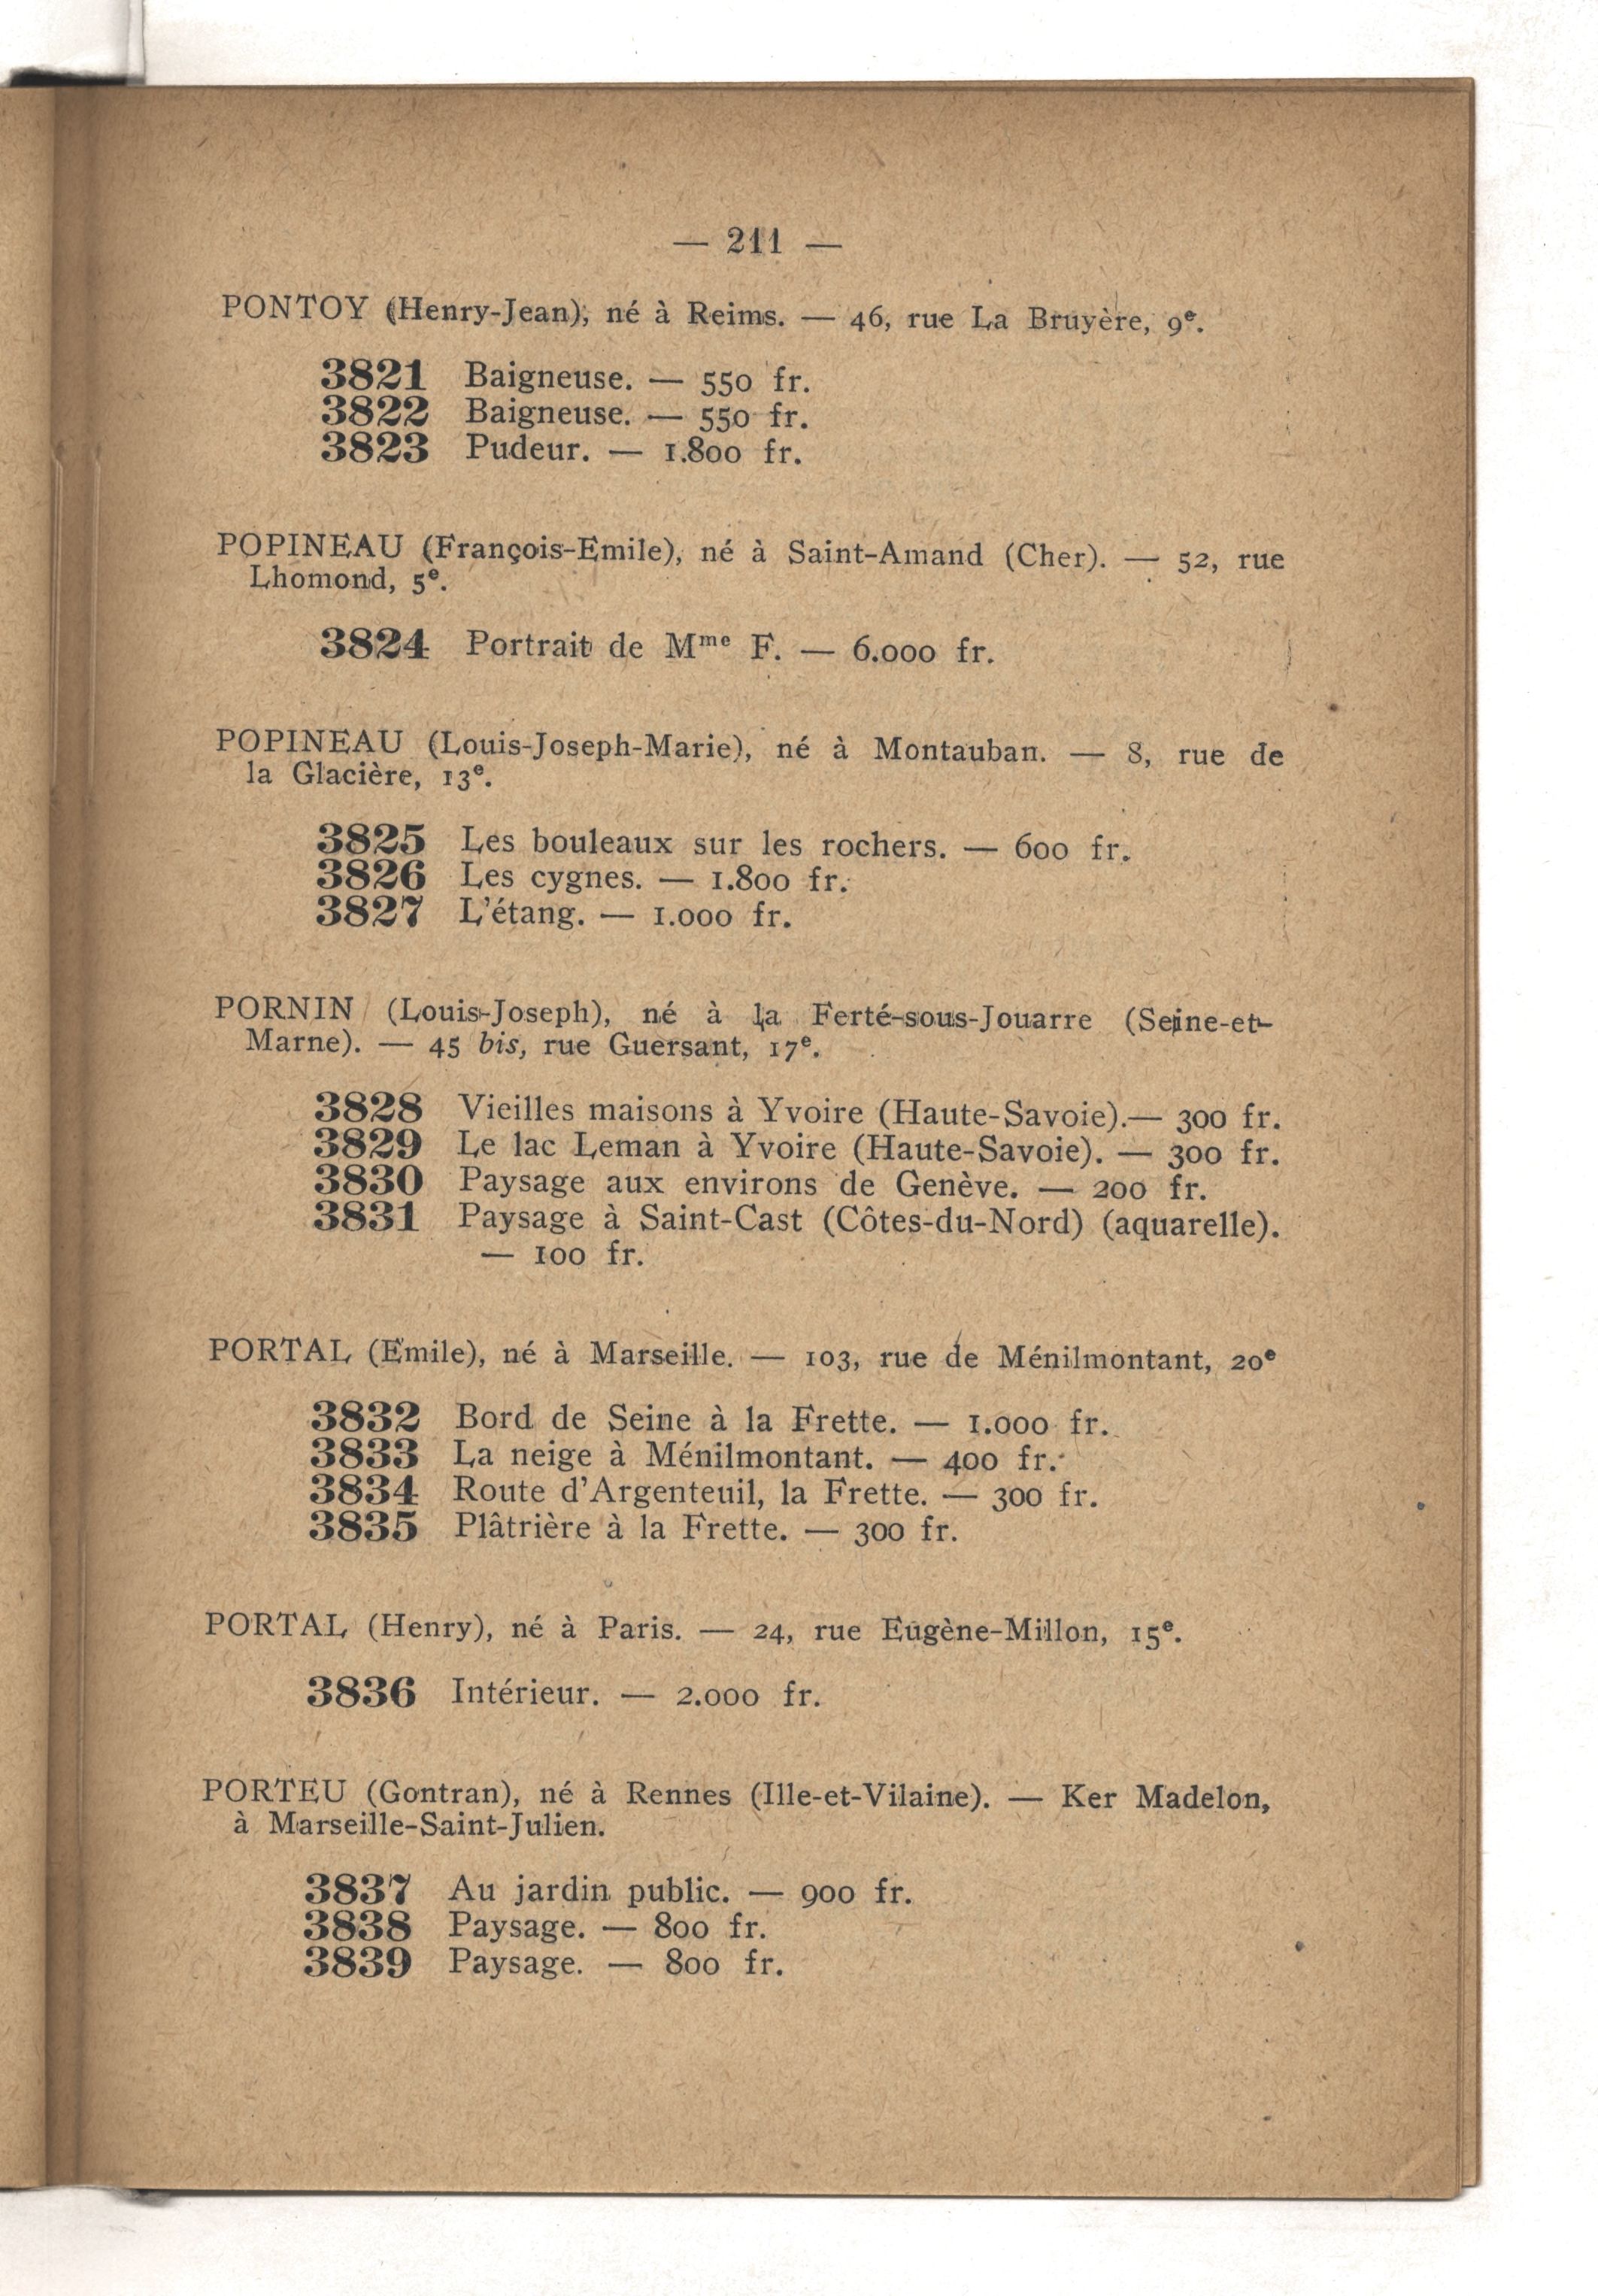 — 211 —
PONTOY (Henry-Jean), né à Reims. — 46, rue La Bruyère, 9e.
3821 Baigneuse. — 550 fr.
3822 Baigneuse. — 550 fr.
3823 Pudeur. — 1.800 fr.
POPINEAU (François-Emile), né à Saint-Amand (Cher). — 52, rue
Lhomond, 5e.
3824 Portrait de Mme F. — 6.000 fr.
POPINEAU (Louis-Joseph-Marie), né à Montauban. — 8, rue de
la Glacière, 13e.
3825 Les bouleaux sur les rochers. — 600 fr.
3826 Les cygnes. — 1.800 fr.
3827 L'étang. — 1.000 fr.
PORNIN (Louis-Joseph), né à la Ferté-sous-Jouarre (Seine-et-
Marne). — 45 bis, rue Guersant, 17e.
3828 Vieilles maisons à Yvoire (Haute-Savoie). — 300 fr.
3829 Le lac Leman à Yvoire (Haute-Savoie). — 300 fr.
3830 Paysage aux environs de Genève. — 200 fr.
3831 Paysage à Saint-Cast (Côtes-du-Nord) (aquarelle).
— 100 fr.
PORTAL (Emile), né à Marseille. — 103, rue de Ménilmontant, 20e
3832 Bord de Seine à la Frette. — 1.000 fr.
3833 La neige à Ménilmontant. — 400 fr.
3834 Route d'Argenteuil, la Frette. — 300 fr.
3835 Plâtrière à la Frette. — 300 fr.
PORTAL (Henry), né à Paris. — 24, rue Eugène-Millon, 15e.
3836 Intérieur. — 2.000 fr.
PORTEU (Gontran), né à Rennes (Ille-et-Vilaine). — Ker Madelon,
à Marseille-Saint-Julien.
3837 Au jardin public. — 900 fr.
3838 Paysage. — 800 fr.
3839 Paysage. — 800 fr.